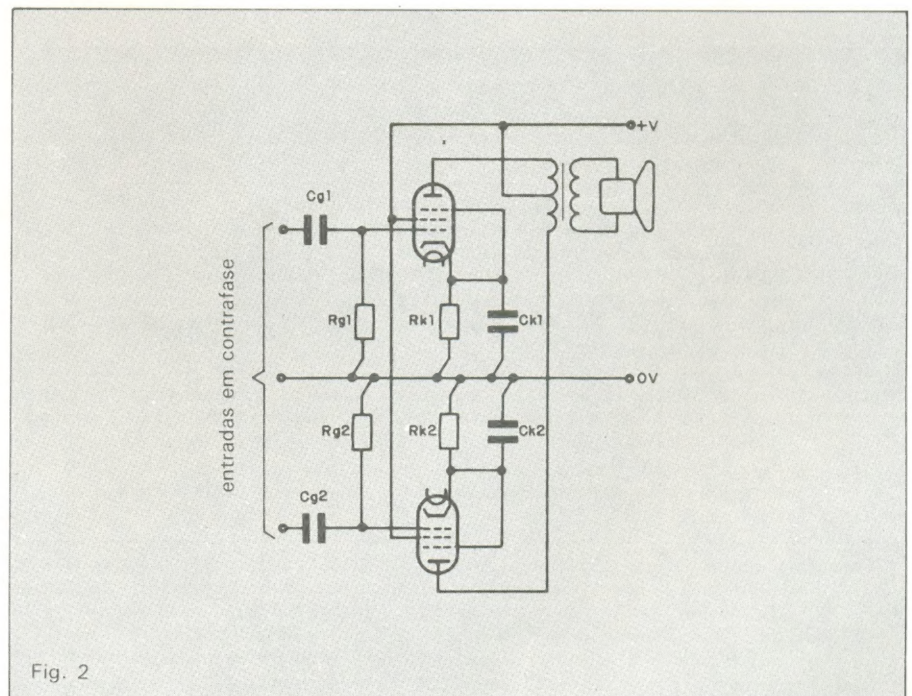 +V
Cg1
entradas em contrafase
Rg1
Rk1
Ck1
0V
Rg2
Rk2
Ck2
Cg2
Fig. 2